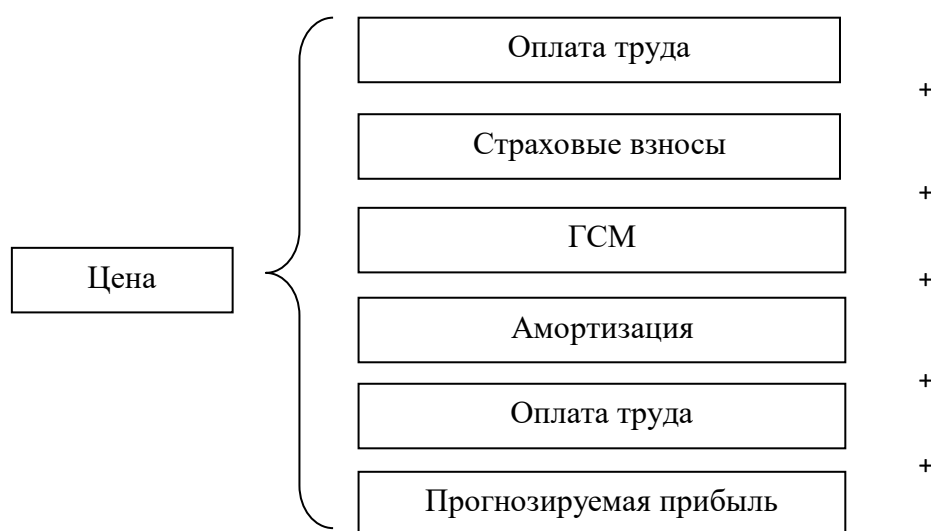 Оплата труда
+
Страховые взносы
+
ГСМ
Цена
+
Амортизация
+
Оплата труда
+
Прогнозируемая прибыль